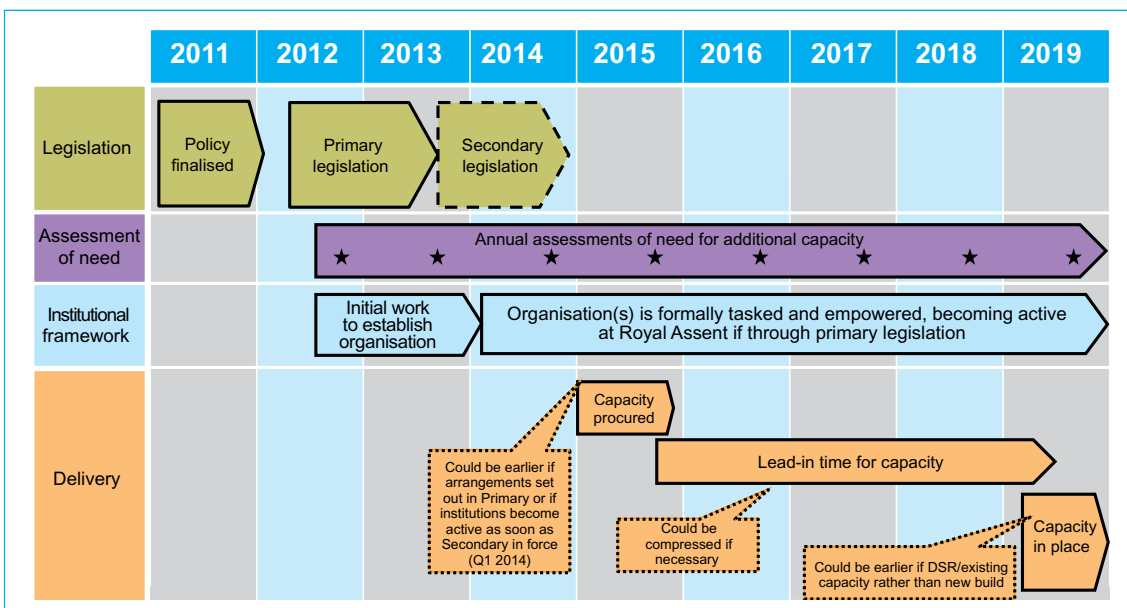 2011 2012 2013 2014 2015 2016 2017 2018 2019
Legislation
Policy
finalised
Primary
legislation
Secondary
legislation
Assessment
of need
Annual assessments of need for additional capacity
Institutional
framework
Initial work
to establish
organisation
Organisation(s) is formally tasked and empowered, becoming active
at Royal Assent if through primary legislation
Delivery
Capacity
procured
Could be earlier if
arrangements set
out in Primary or if
institutions become
active as soon as
Secondary in force
(Q1 2014)
Lead-in time for capacity
Could be
compressed if
necessary
Capacity
in place
Could be earlier if DSR/existing
capacity rather than new build